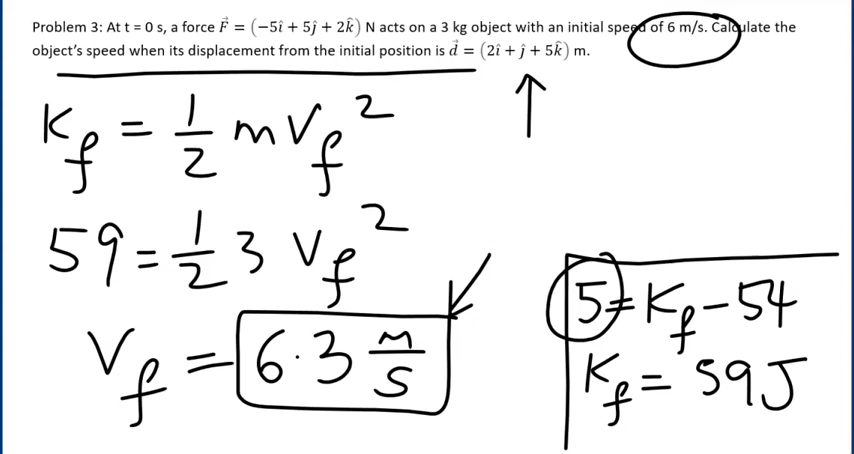 Problem 3: At t = 0 s, a force F⃗ = (−5î + 5ĵ + 2k̂) N acts on a 3 kg object with an initial speed of 6 m/s. Calculate the
object's speed when its displacement from the initial position is d⃗ = (2î + ĵ + 5k̂) m.
K_f = 1/2 m V_f^2
59 = 1/2 3 V_f^2
V_f = 6.3 m/s
5 = K_f − 54
K_f = 59 J